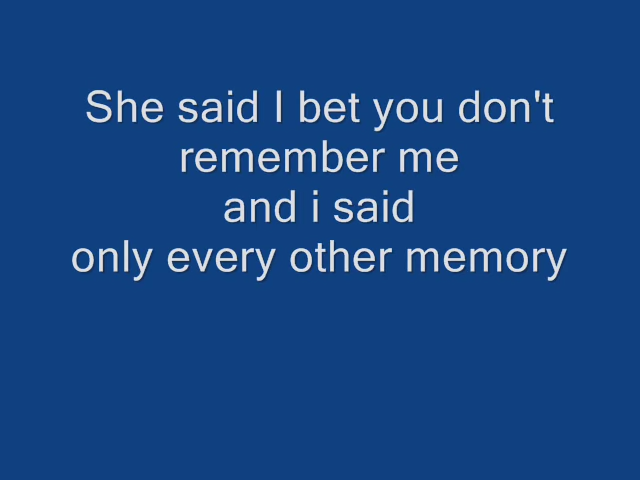 She said I bet you don't
remember me
and i said
only every other memory